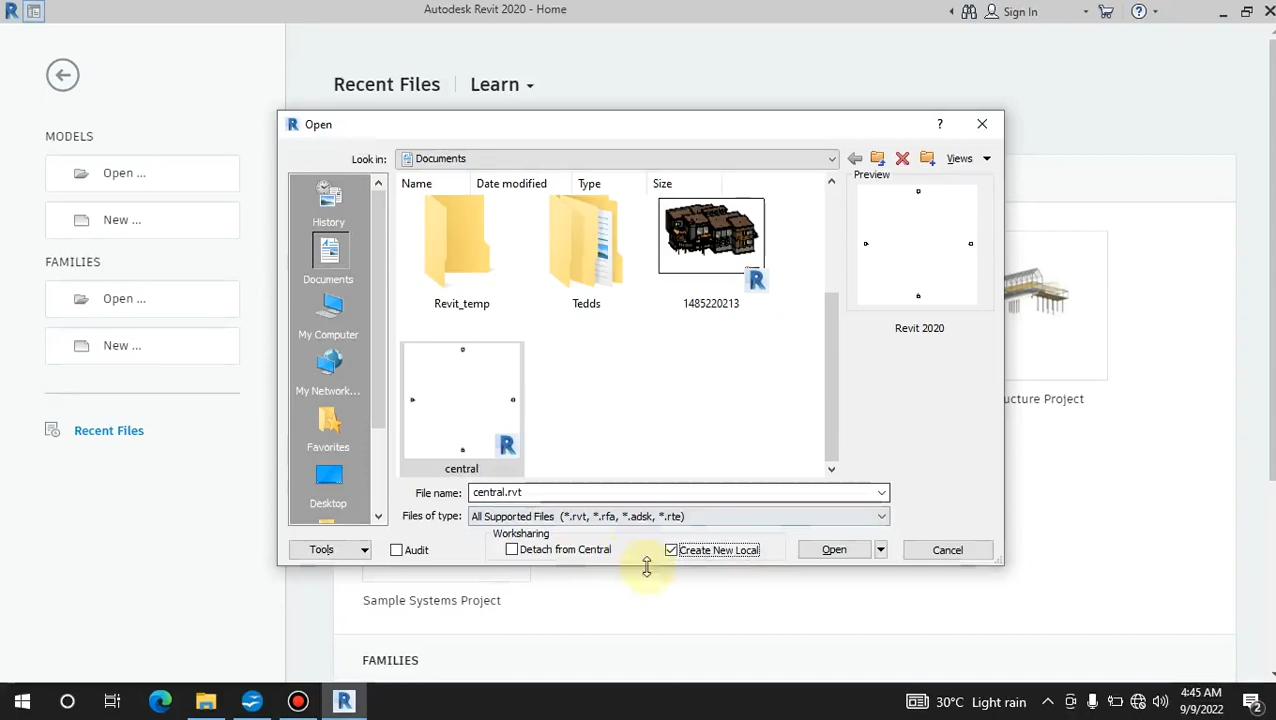 Autodesk Revit 2020 - Home
Sign In
Recent Files
Learn
MODELS
Open ...
New ...
FAMILIES
Open ...
New ...
Recent Files
Open
Look in:
Documents
Views
Name
Date modified
Type
Size
Preview
History
Documents
My Computer
My Network...
Favorites
Desktop
Revit_temp
Tedds
1485220213
central
Revit 2020
File name:
central.rvt
Files of type:
All Supported Files (*.rvt, *.rfa, *.adsk, *.rte)
Worksharing
Tools
Audit
Detach from Central
Create New Local
Open
Cancel
ucture Project
Sample Systems Project
FAMILIES
30°C Light rain
4:45 AM
9/9/2022
2